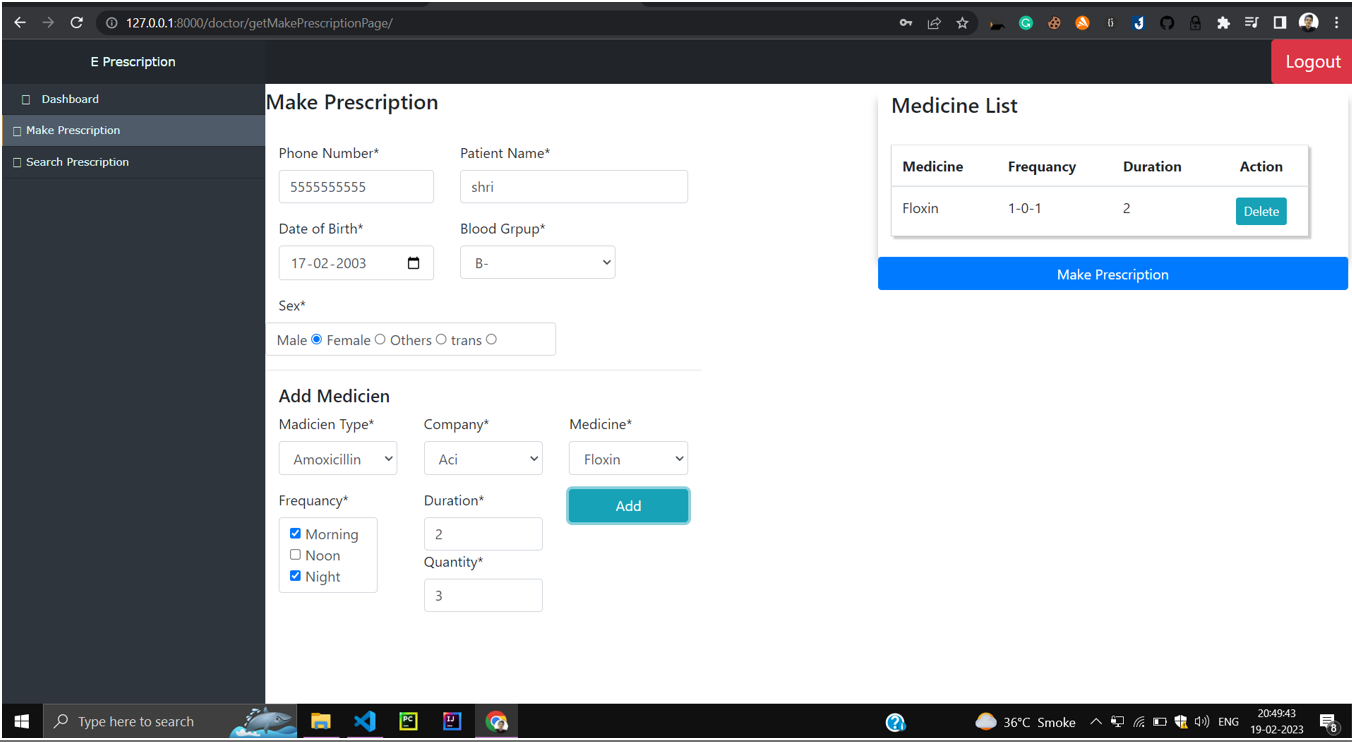 127.0.0.1:8000/doctor/getMakePrescriptionPage/
E Prescription
Logout
Dashboard
Make Prescription
Search Prescription
Make Prescription
Phone Number* Patient Name*
5555555555 shri
Date of Birth* Blood Grpup*
17-02-2003 B-
Sex*
Male Female Others trans
Add Medicien
Madicien Type* Company* Medicine*
Amoxicillin Aci Floxin
Frequancy* Duration* Add
Morning 2
Noon
Night
Quantity*
3
Medicine List
Medicine Frequancy Duration Action
Floxin 1-0-1 2 Delete
Make Prescription
Type here to search
PC
IJ
36°C Smoke
ENG
20:49:43
19-02-2023
8